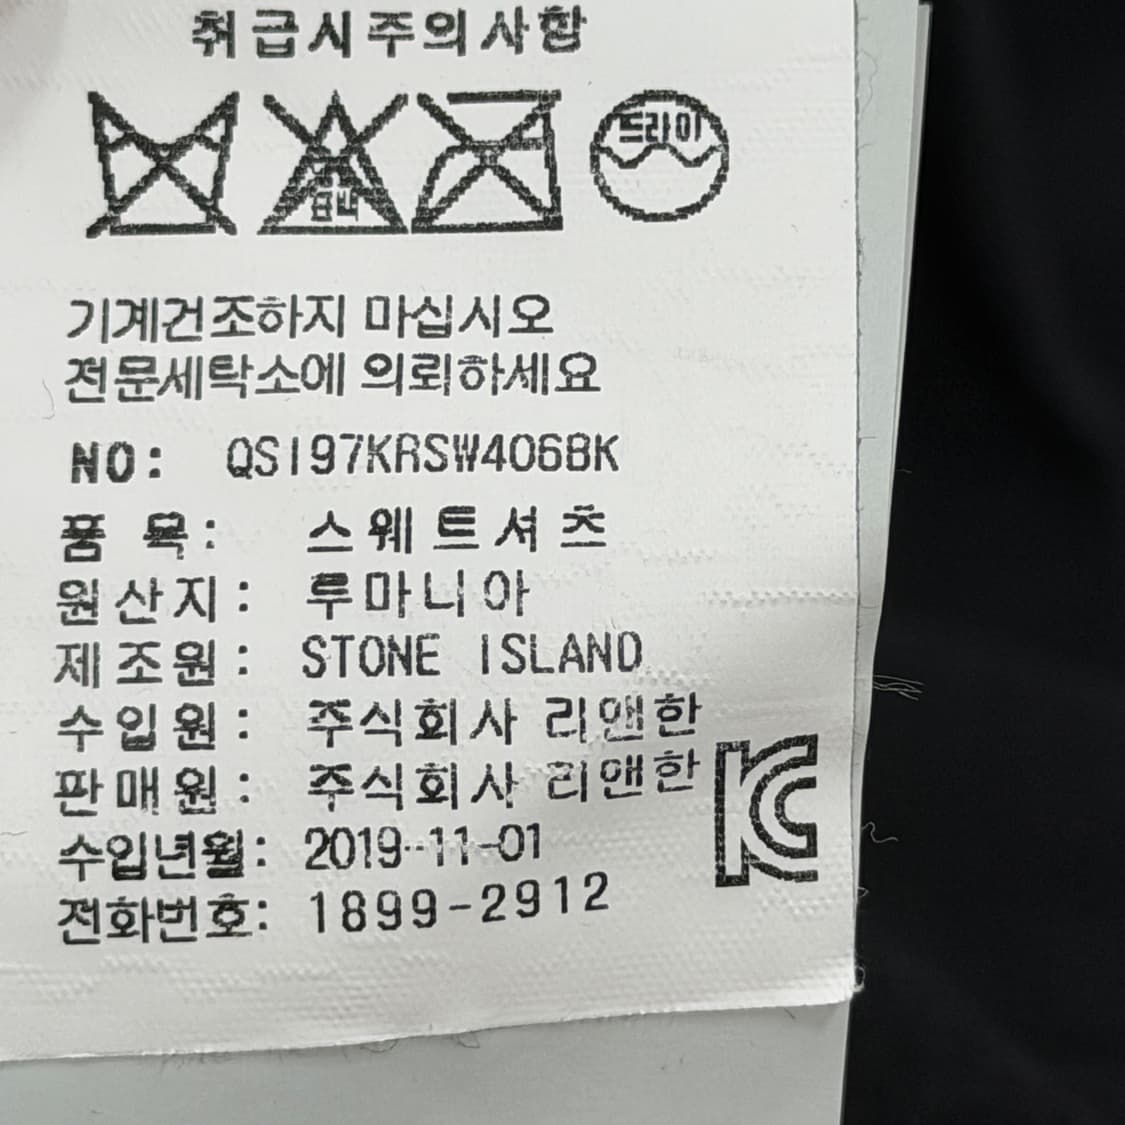 취급시주의사항
표백
드라이
기계건조하지 마십시오
전문세탁소에 의뢰하세요
NO: QS197KRSW406BK
품 목: 스웨트셔츠
원산지: 루마니아
제조원: STONE ISLAND
수입원: 주식회사 리앤한
판매원: 주식회사 리앤한
수입년월: 2019-11-01
전화번호: 1899-2912